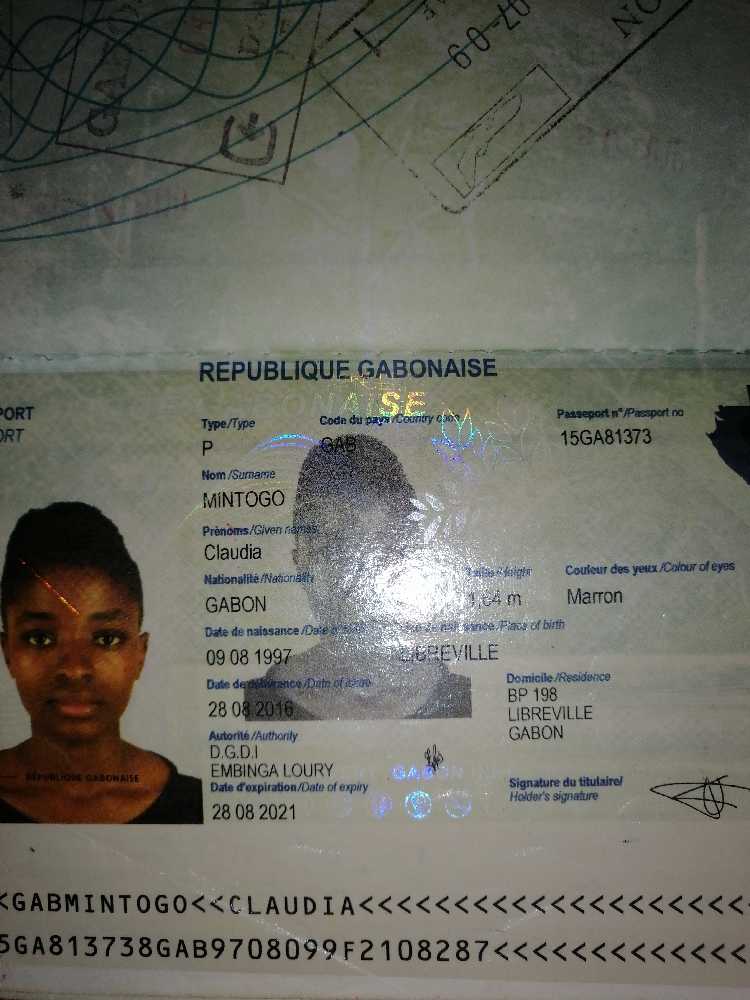 GABON
07-09
ON
REPUBLIQUE GABONAISE
PORT
ORT
Type/Type
Code du pays/Country code
Passeport n°/Passport no
P
GAB
15GA81373
Nom/Surname
MINTOGO
Prénoms/Given names
Claudia
Nationalité/Nationality
Taille/Height
Couleur des yeux/Colour of eyes
GABON
1,64 m
Marron
Date de naissance/Date of birth
Lieu de naissance/Place of birth
09 08 1997
LIBREVILLE
Date de délivrance/Date of issue
Domicile/Residence
28 08 2016
BP 198
LIBREVILLE
GABON
Autorité/Authority
D.G.D.I
EMBINGA LOURY
Date d'expiration/Date of expiry
28 08 2021
Signature du titulaire/
Holder's signature
GABON
RÉPUBLIQUE GABONAISE
<GABMINTOGO<<CLAUDIA<<<<<<<<<<<<<<<<<<<<
5GA813738GAB9708099F2108287<<<<<<<<<<<<<